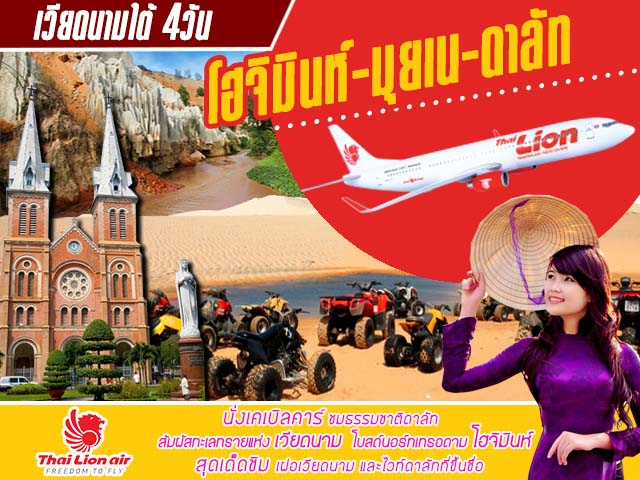 เวียดนามใต้ 4วัน
โฮจิมินห์-มุยเน-ดาลัท
Thai Lion
นั่งเคเบิลคาร์ ชมธรรมชาติดาลัท
สัมผัสทะเลทรายแห่ง เวียดนาม โบสถ์นอร์ทเทรอดาม โฮจิมินห์
สุดเด็ดชิม เฝอเวียดนาม และไวท์ดาลัทที่ขึ้นชื่อ
Thai Lion air
FREEDOM TO FLY